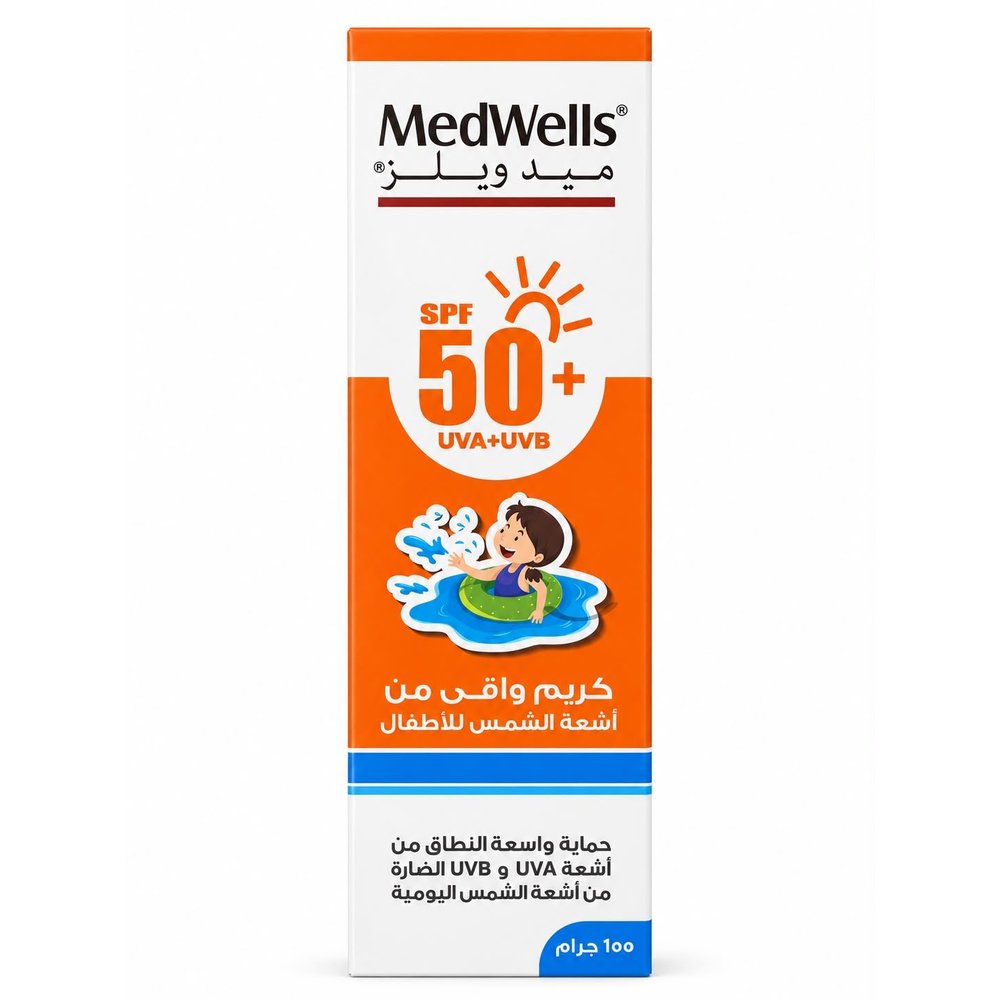 MedWells®
ميد ويلز®
SPF
50+
UVA+UVB
كريم واقى من
أشعة الشمس للأطفال
حماية واسعة النطاق من
أشعة UVA و UVB الضارة
من أشعة الشمس اليومية
100 جرام